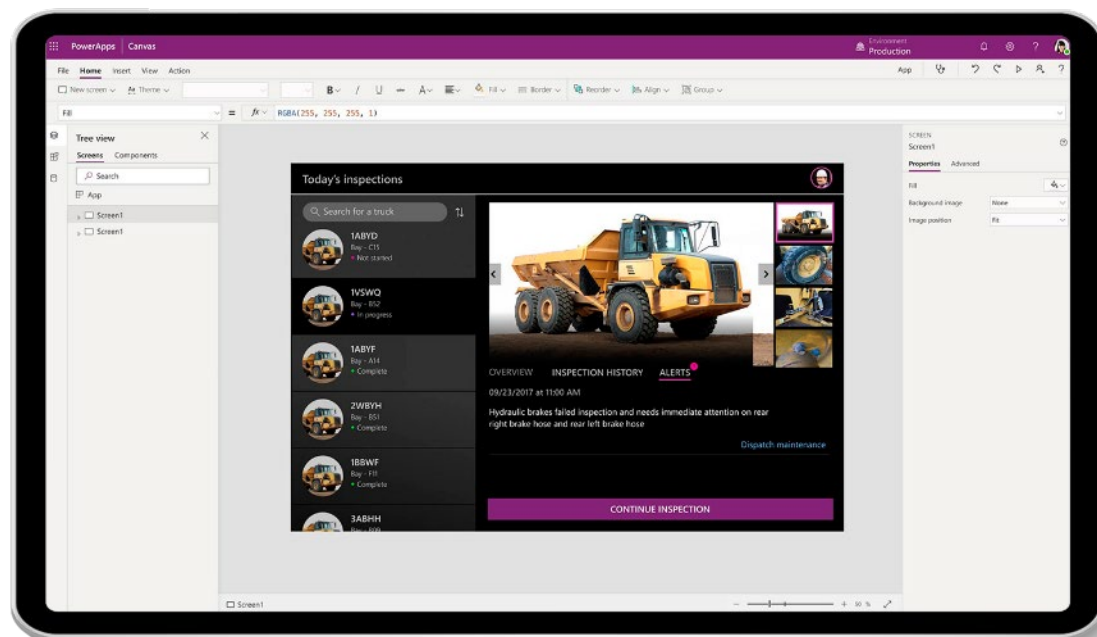 PowerApps Canvas
Environment
Production
?
File Home Insert View Action
App
?
New screen Theme
B / U A Fill Border Reorder Align Group
Fill = fx RGBA(255, 255, 255, 1)
Tree view
Screens Components
Search
App
Screen1
Screen1
SCREEN
Screen1
Properties Advanced
Fill
Background image None
Image position Fit
Today's inspections
Search for a truck
1ABYD
Bay - C15
Not started
1VSWQ
Bay - B52
In progress
1ABYF
Bay - A14
Complete
2WBYH
Bay - B51
Complete
1BBWF
Bay - F11
Complete
3ABHH
OVERVIEW INSPECTION HISTORY ALERTS
09/23/2017 at 11:00 AM
Hydraulic brakes failed inspection and needs immediate attention on rear
right brake hose and rear left brake hose
Dispatch maintenance
CONTINUE INSPECTION
Screen1
- + %